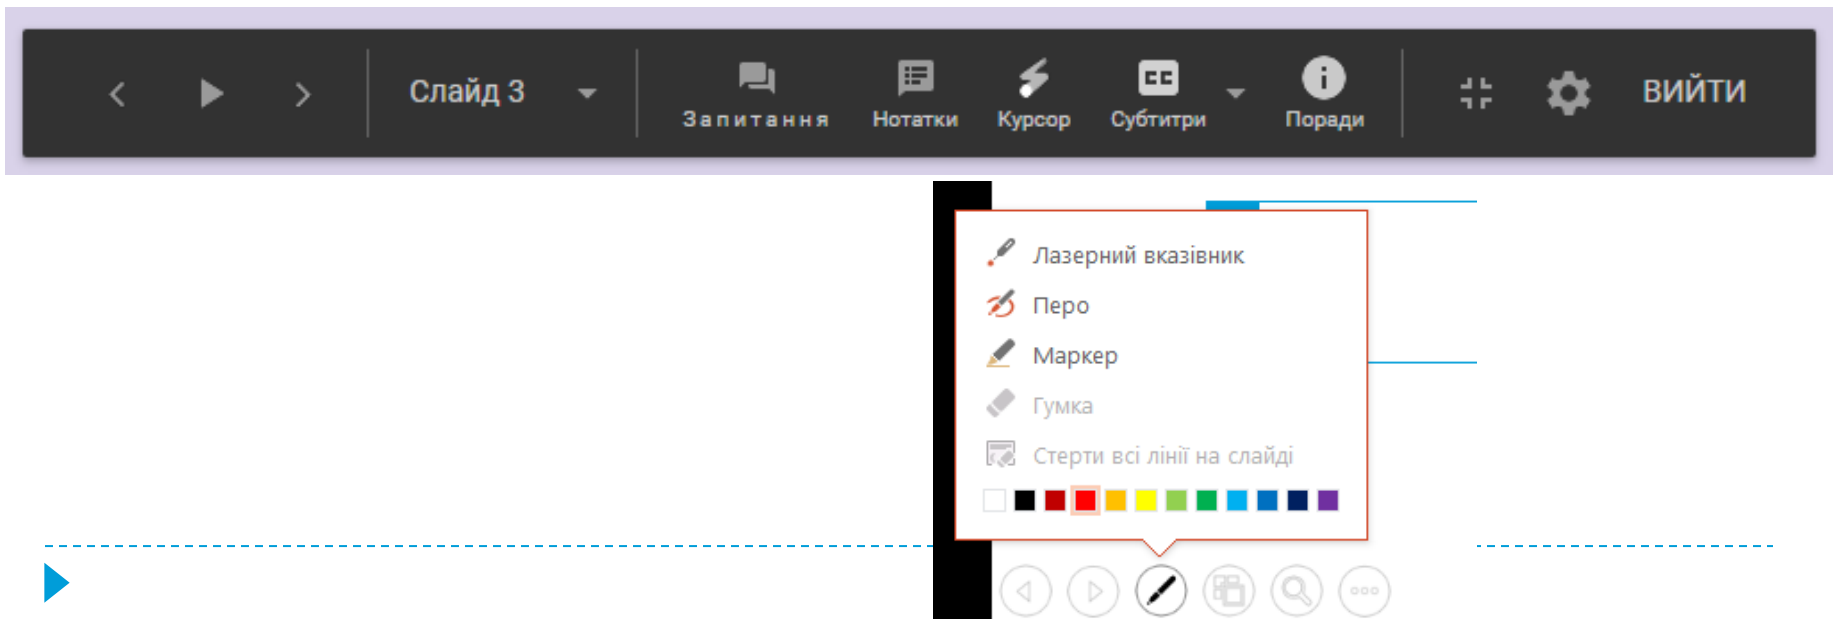 Слайд 3
Запитання
Нотатки
Курсор
Субтитри
Поради
ВИЙТИ
Лазерний вказівник
Перо
Маркер
Гумка
Стерти всі лінії на слайді